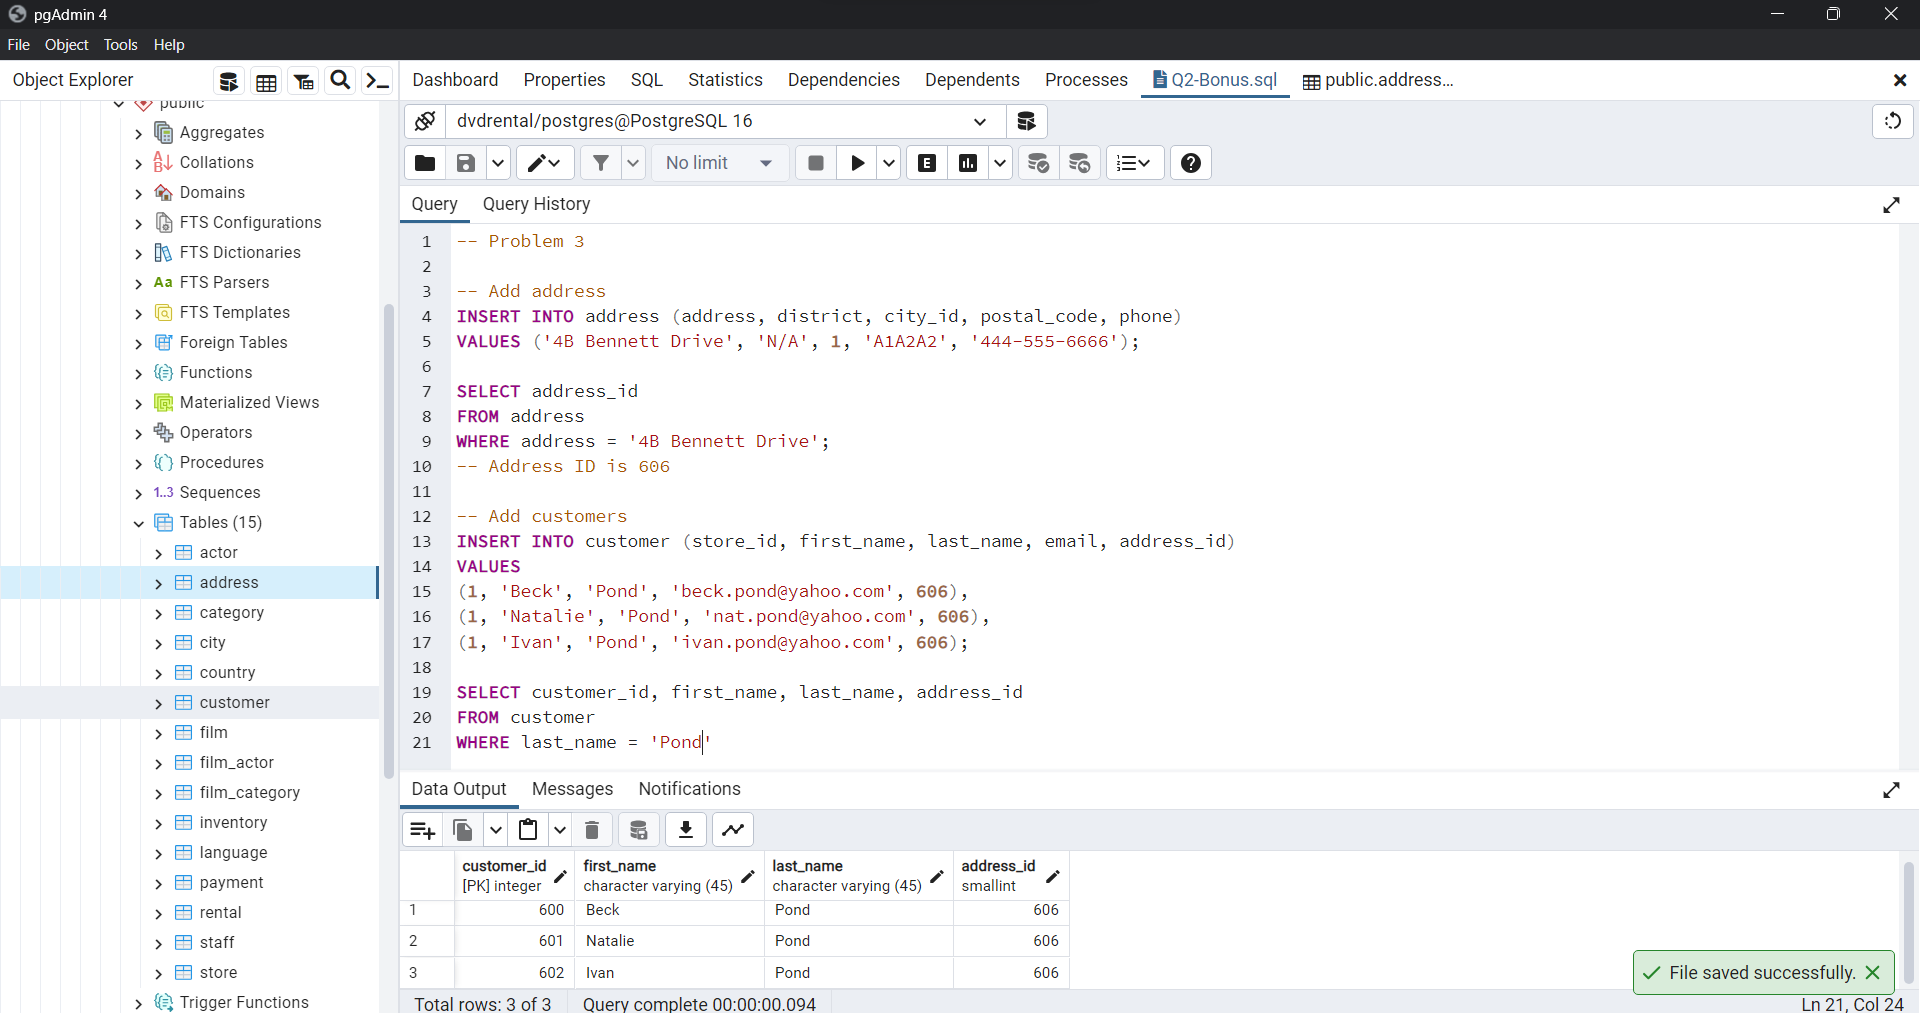 pgAdmin 4
File Object Tools Help
Object Explorer
Dashboard Properties SQL Statistics Dependencies Dependents Processes Q2-Bonus.sql public.address...
public
Aggregates
Collations
Domains
FTS Configurations
FTS Dictionaries
Aa FTS Parsers
FTS Templates
Foreign Tables
Functions
Materialized Views
Operators
Procedures
1..3 Sequences
Tables (15)
actor
address
category
city
country
customer
film
film_actor
film_category
inventory
language
payment
rental
staff
store
Trigger Functions
dvdrental/postgres@PostgreSQL 16
No limit
E
Query Query History
1 -- Problem 3
2
3 -- Add address
4 INSERT INTO address (address, district, city_id, postal_code, phone)
5 VALUES ('4B Bennett Drive', 'N/A', 1, 'A1A2A2', '444-555-6666');
6
7 SELECT address_id
8 FROM address
9 WHERE address = '4B Bennett Drive';
10 -- Address ID is 606
11
12 -- Add customers
13 INSERT INTO customer (store_id, first_name, last_name, email, address_id)
14 VALUES
15 (1, 'Beck', 'Pond', 'beck.pond@yahoo.com', 606),
16 (1, 'Natalie', 'Pond', 'nat.pond@yahoo.com', 606),
17 (1, 'Ivan', 'Pond', 'ivan.pond@yahoo.com', 606);
18
19 SELECT customer_id, first_name, last_name, address_id
20 FROM customer
21 WHERE last_name = 'Pond'
Data Output Messages Notifications
customer_id first_name last_name address_id
[PK] integer character varying (45) character varying (45) smallint
1 600 Beck Pond 606
2 601 Natalie Pond 606
3 602 Ivan Pond 606
File saved successfully.
Total rows: 3 of 3 Query complete 00:00:00.094 Ln 21, Col 24